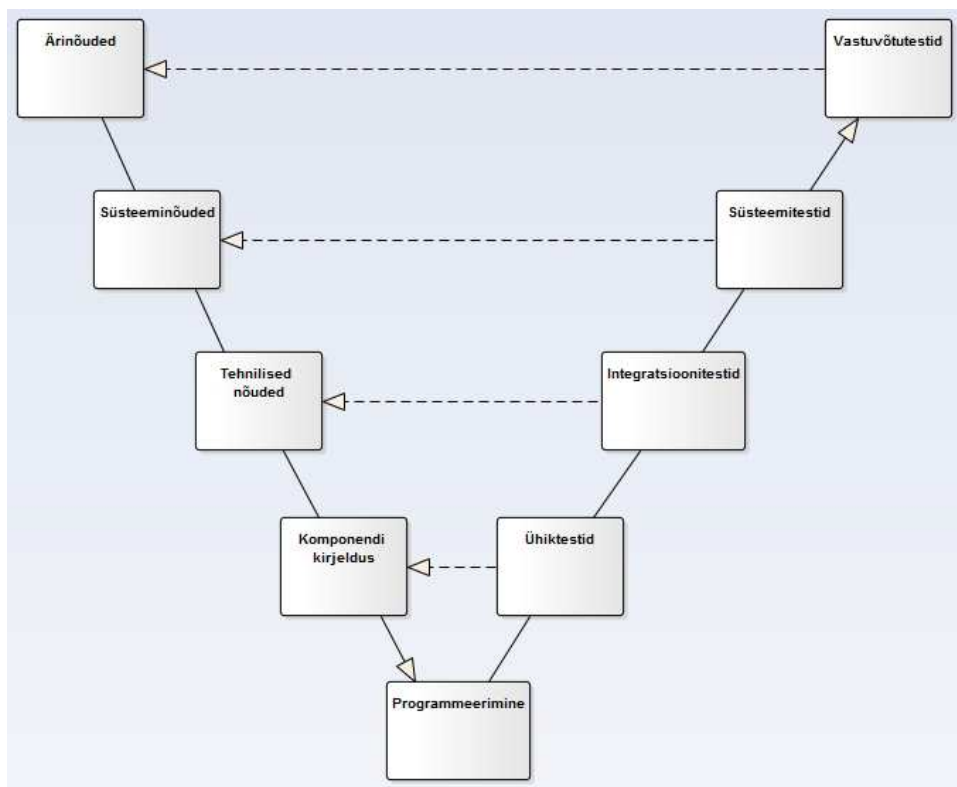 Ärinõuded
Vastuvõtutestid
Süsteeminõuded
Süsteemitestid
Tehnilised
nõuded
Integratsioonitestid
Komponendi
kirjeldus
Ühiktestid
Programmeerimine